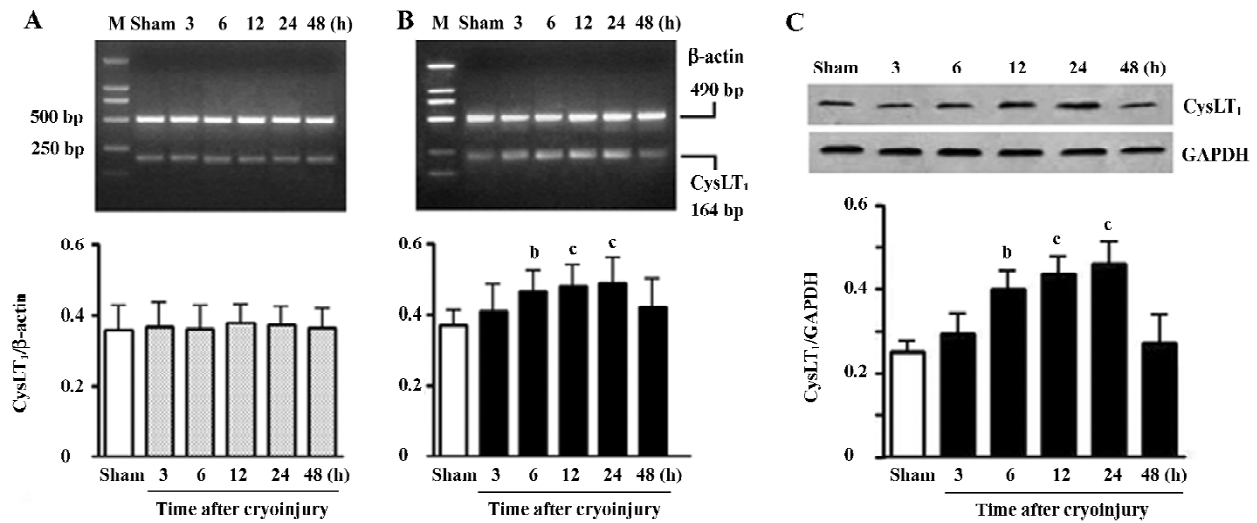 A
M Sham 3 6 12 24 48 (h)
500 bp
250 bp
CysLT₁/β-actin
0.6
0.4
0.2
0
Sham 3 6 12 24 48 (h)
Time after cryoinjury
B
M Sham 3 6 12 24 48 (h)
β-actin
490 bp
CysLT₁
164 bp
0.6
0.4
0.2
0
b c c
Sham 3 6 12 24 48 (h)
Time after cryoinjury
C
Sham 3 6 12 24 48 (h)
CysLT₁
GAPDH
CysLT₁/GAPDH
0.6
0.4
0.2
0
b c c
Sham 3 6 12 24 48 (h)
Time after cryoinjury